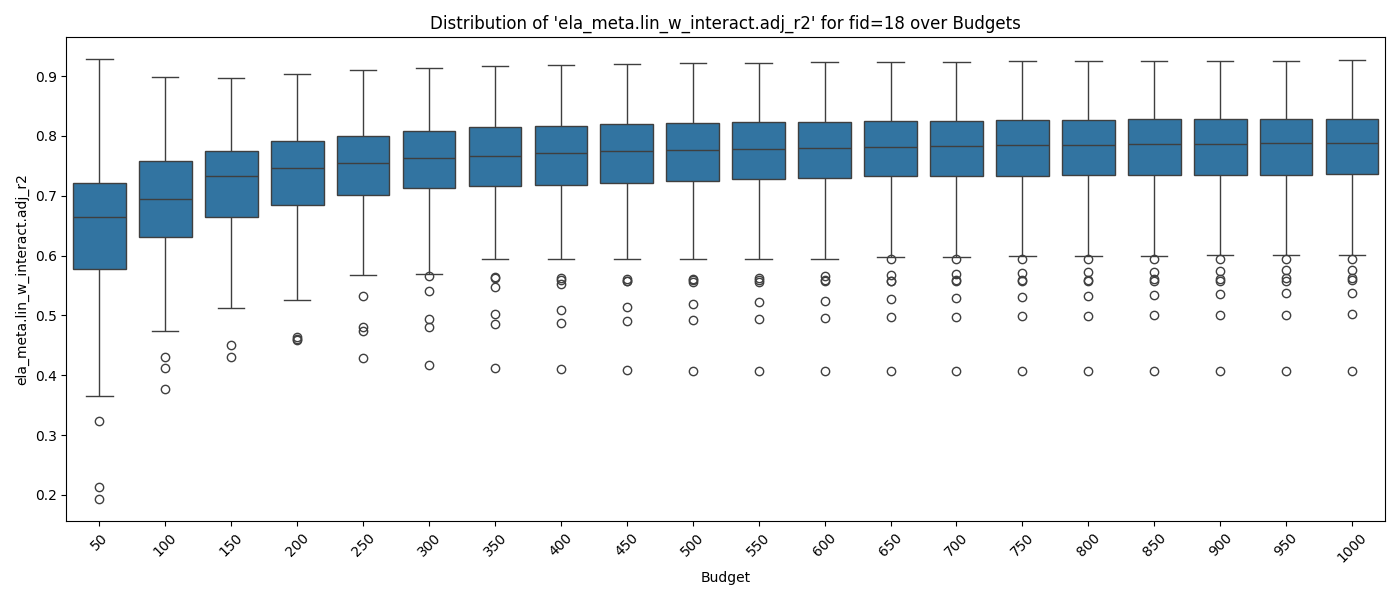 Distribution of 'ela_meta.lin_w_interact.adj_r2' for fid=18 over Budgets
ela_meta.lin_w_interact.adj_r2
0.9
0.8
0.7
0.6
0.5
0.4
0.3
0.2
50 100 150 200 250 300 350 400 450 500 550 600 650 700 750 800 850 900 950 1000
Budget